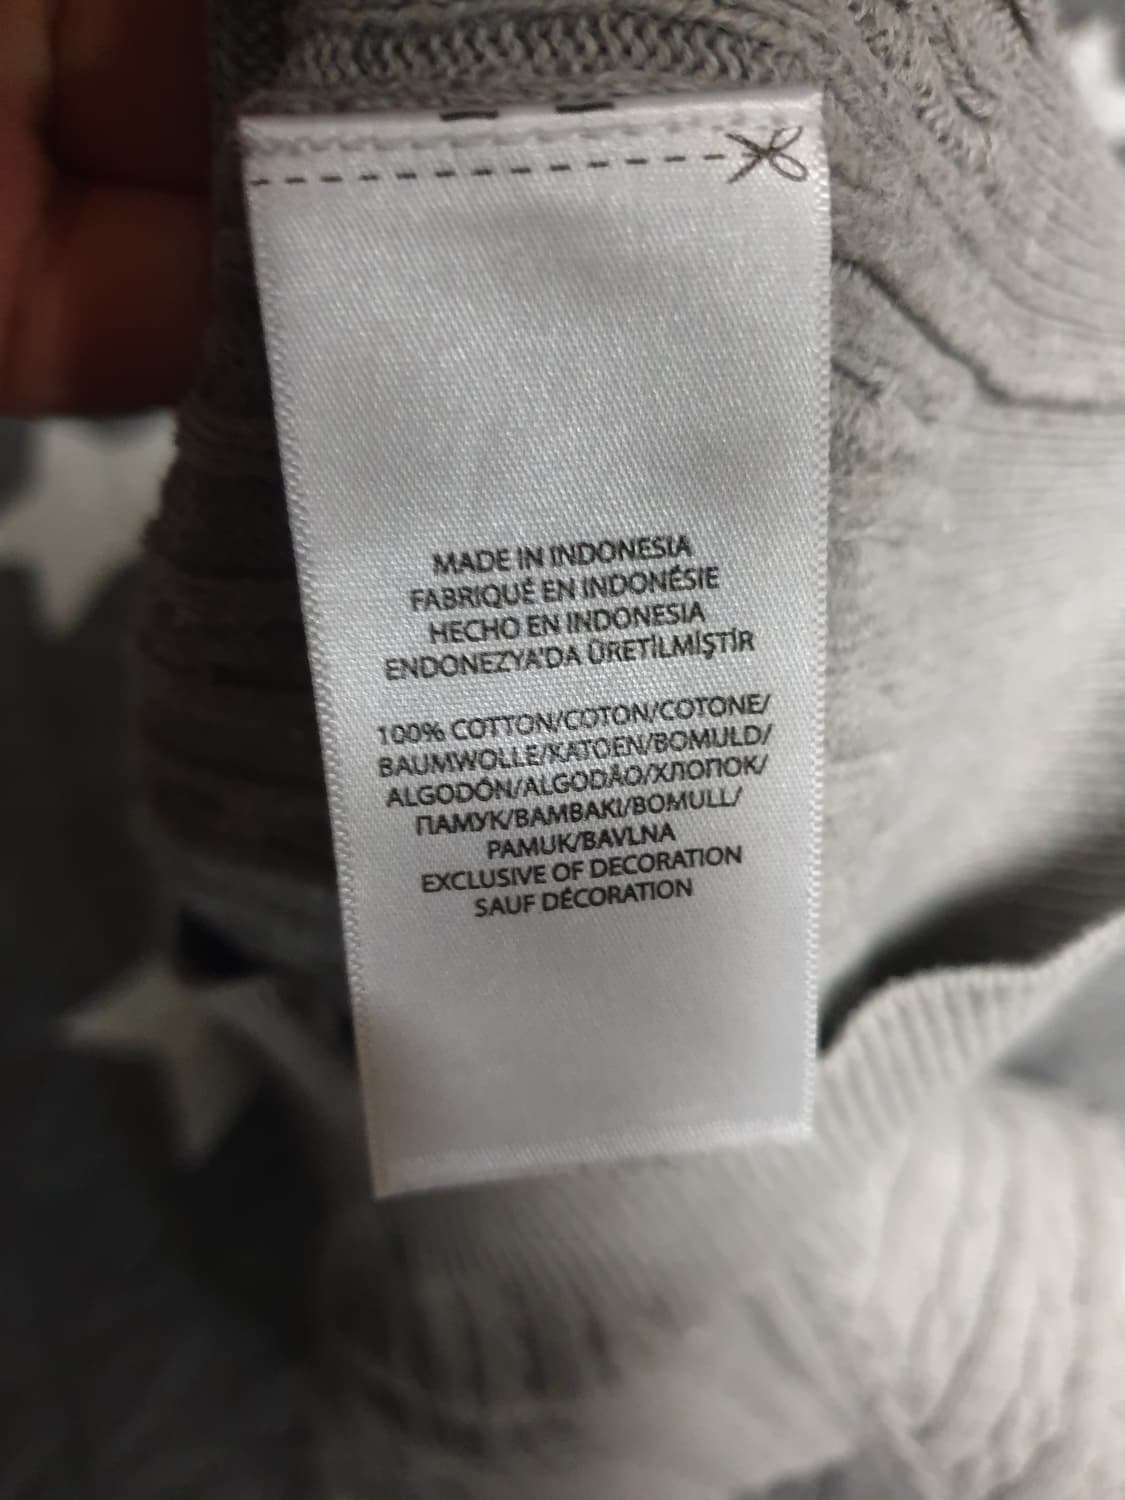 MADE IN INDONESIA
FABRIQUÉ EN INDONÉSIE
HECHO EN INDONESIA
ENDONEZYA'DA ÜRETİLMİŞTİR
100% COTTON/COTON/COTONE/
BAUMWOLLE/KATOEN/BOMULD/
ALGODÓN/ALGODÃO/ХЛОПОК/
ПАМУК/BAMBAKI/BOMULL/
PAMUK/BAVLNA
EXCLUSIVE OF DECORATION
SAUF DÉCORATION